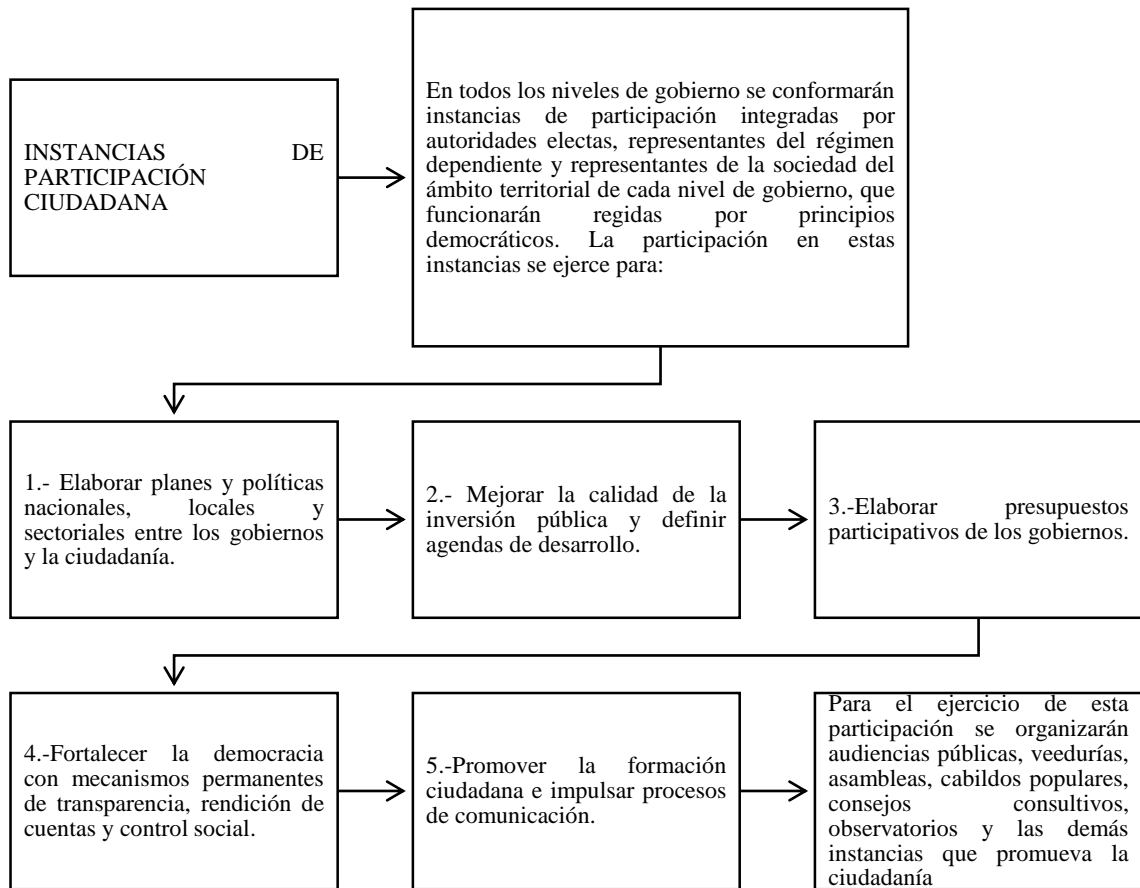 INSTANCIAS DE
PARTICIPACIÓN
CIUDADANA
En todos los niveles de gobierno se conformarán
instancias de participación integradas por
autoridades electas, representantes del régimen
dependiente y representantes de la sociedad del
ámbito territorial de cada nivel de gobierno, que
funcionarán regidas por principios
democráticos. La participación en estas
instancias se ejerce para:
1.- Elaborar planes y políticas
nacionales, locales y
sectoriales entre los gobiernos
y la ciudadanía.
2.- Mejorar la calidad de la
inversión pública y definir
agendas de desarrollo.
3.-Elaborar presupuestos
participativos de los gobiernos.
4.-Fortalecer la democracia
con mecanismos permanentes
de transparencia, rendición de
cuentas y control social.
5.-Promover la formación
ciudadana e impulsar procesos
de comunicación.
Para el ejercicio de esta
participación se organizarán
audiencias públicas, veedurías,
asambleas, cabildos populares,
consejos consultivos,
observatorios y las demás
instancias que promueva la
ciudadanía